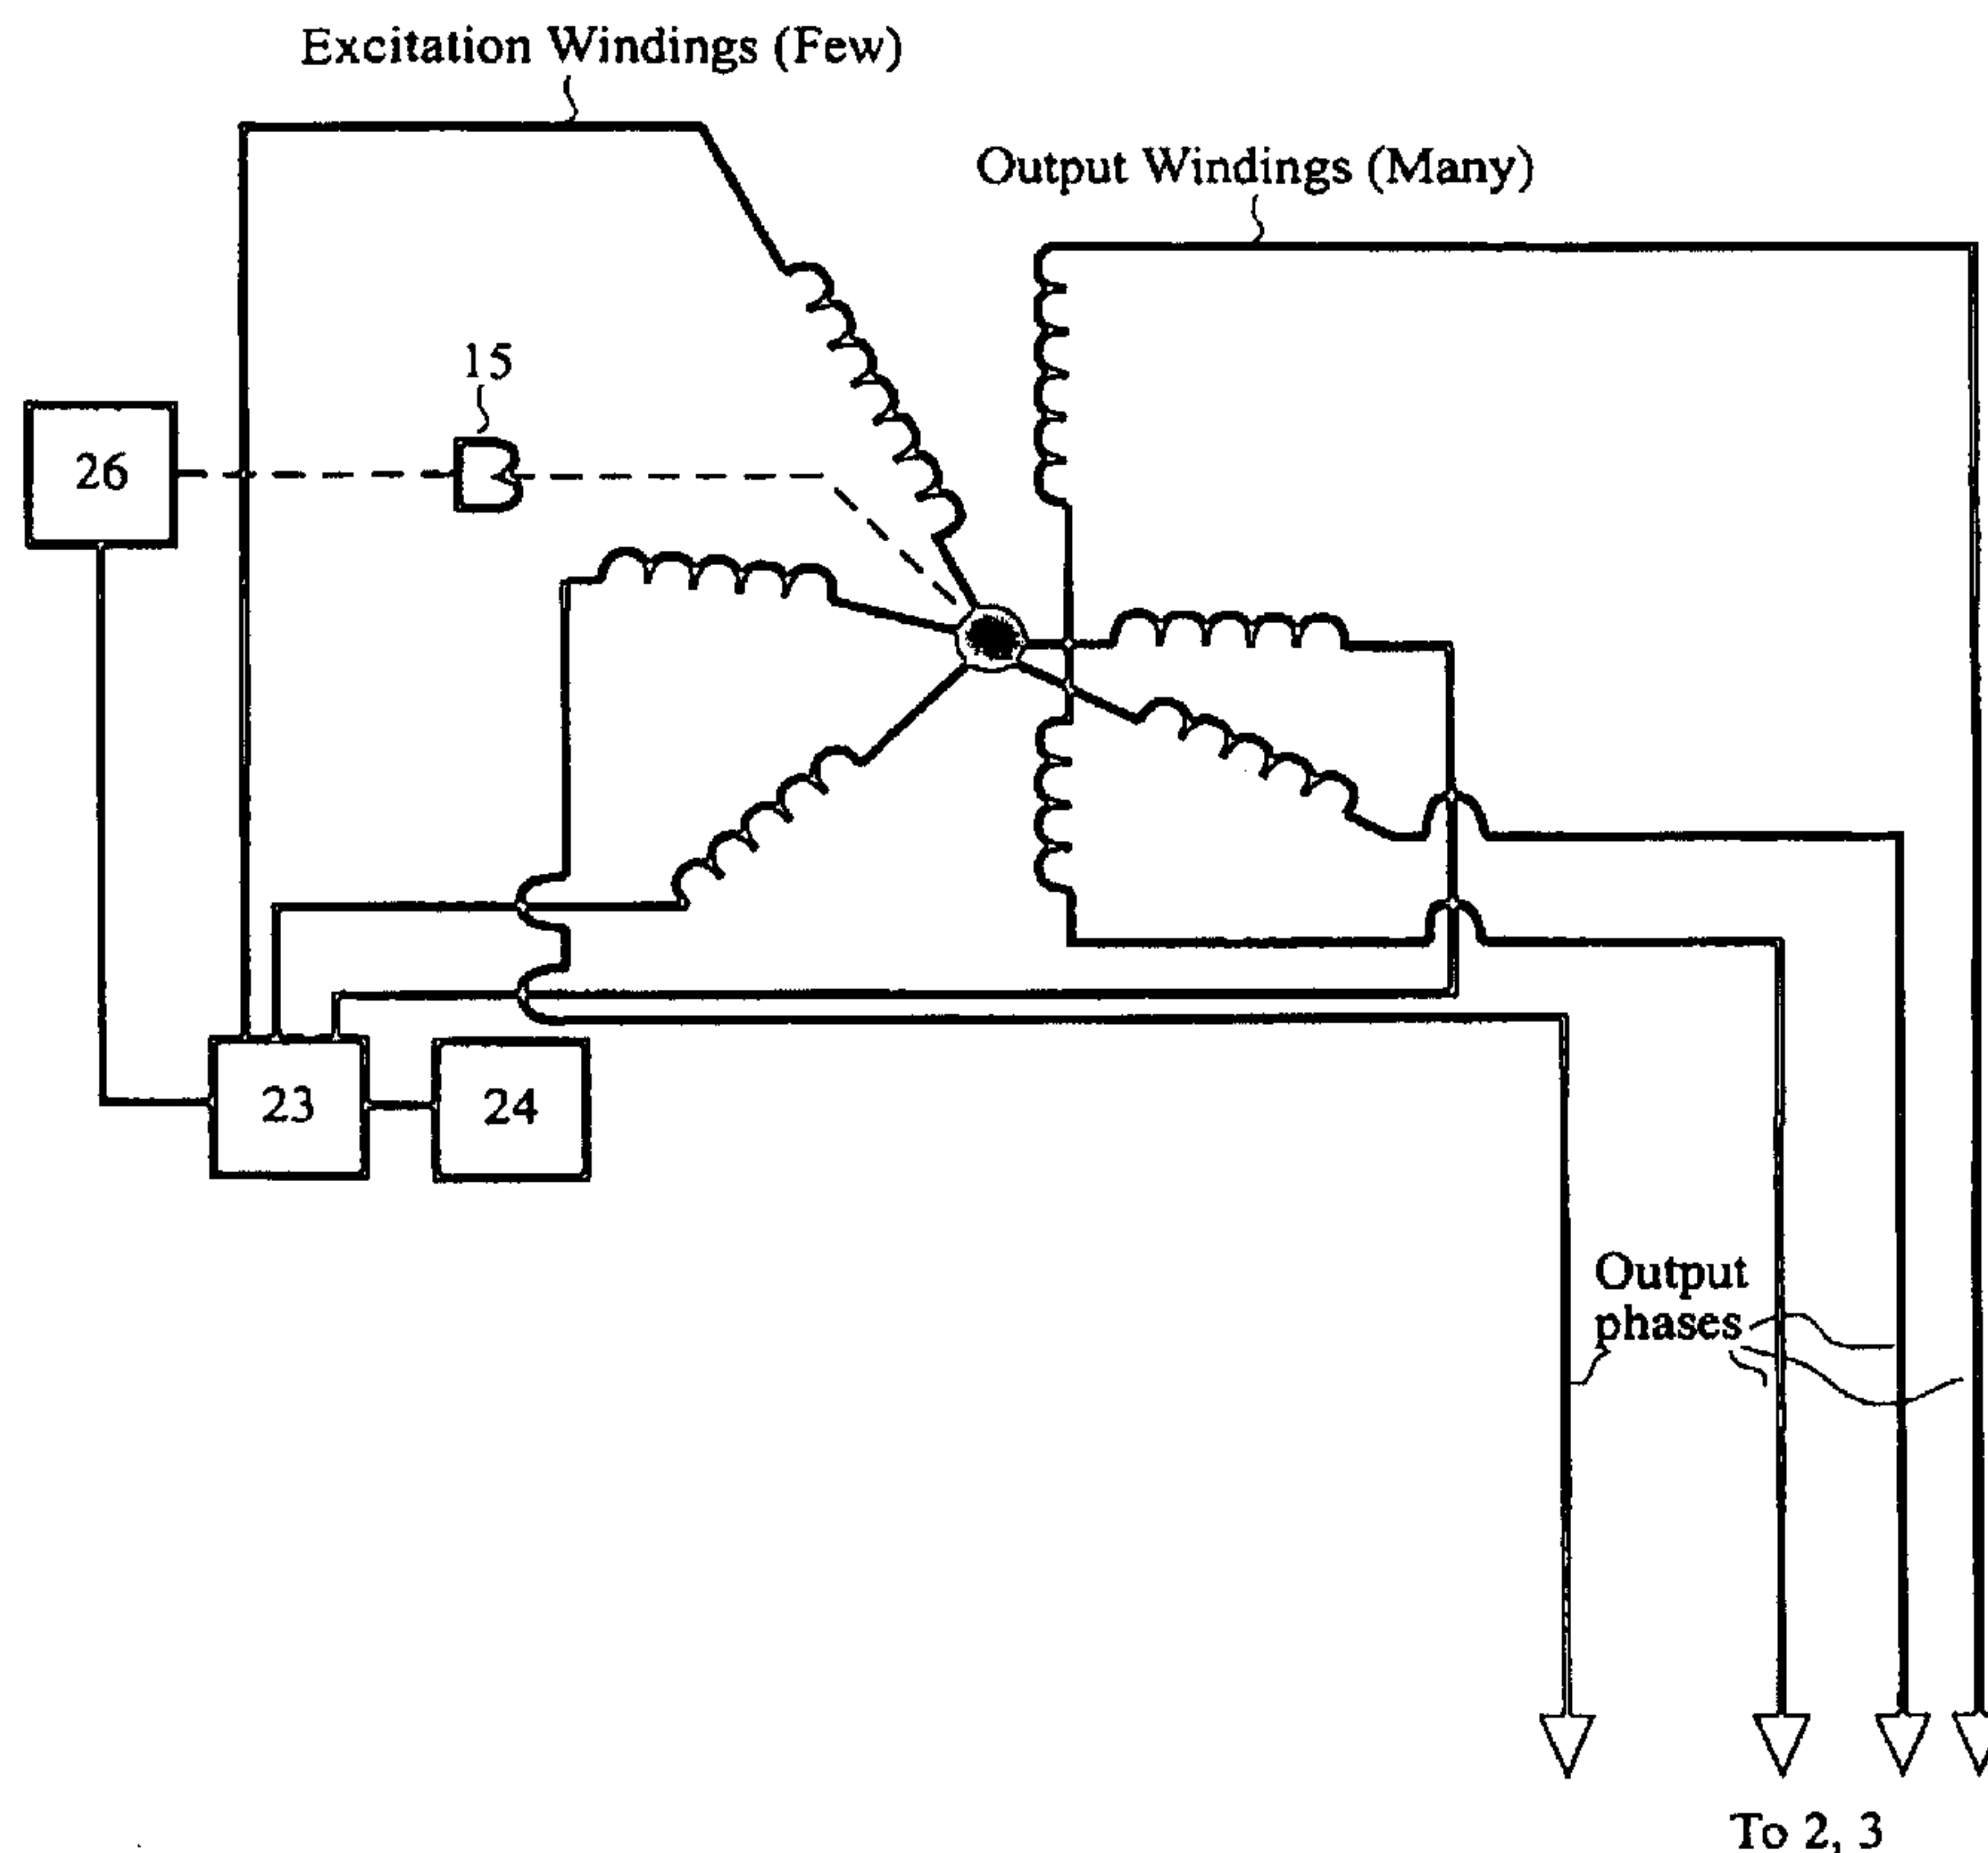 Excitation Windings (Few)
Output Windings (Many)
15
26
23
24
Output
phases
To 2, 3